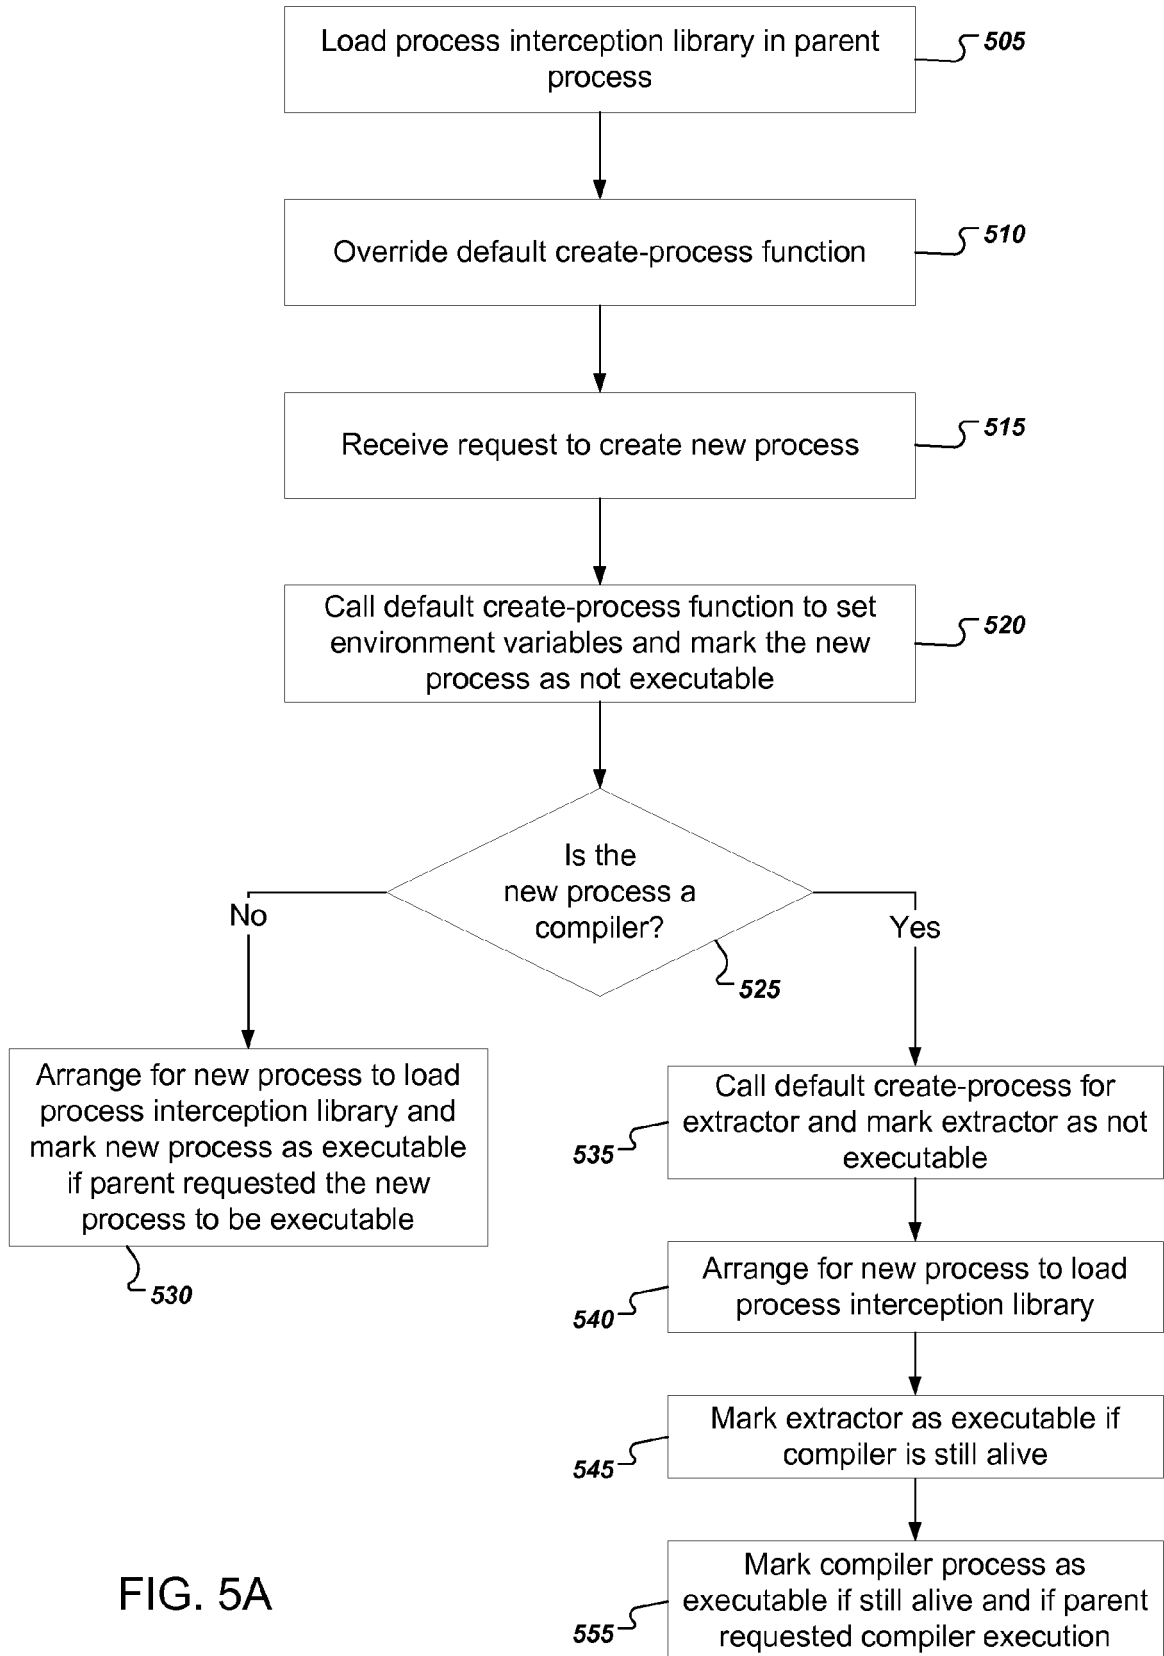 Load process interception library in parent
process
505
Override default create-process function
510
Receive request to create new process
515
Call default create-process function to set
environment variables and mark the new
process as not executable
520
Is the
new process a
compiler?
525
No
Yes
Arrange for new process to load
process interception library and
mark new process as executable
if parent requested the new
process to be executable
530
Call default create-process for
extractor and mark extractor as not
executable
535
Arrange for new process to load
process interception library
540
Mark extractor as executable if
compiler is still alive
545
Mark compiler process as
executable if still alive and if parent
requested compiler execution
555
FIG. 5A